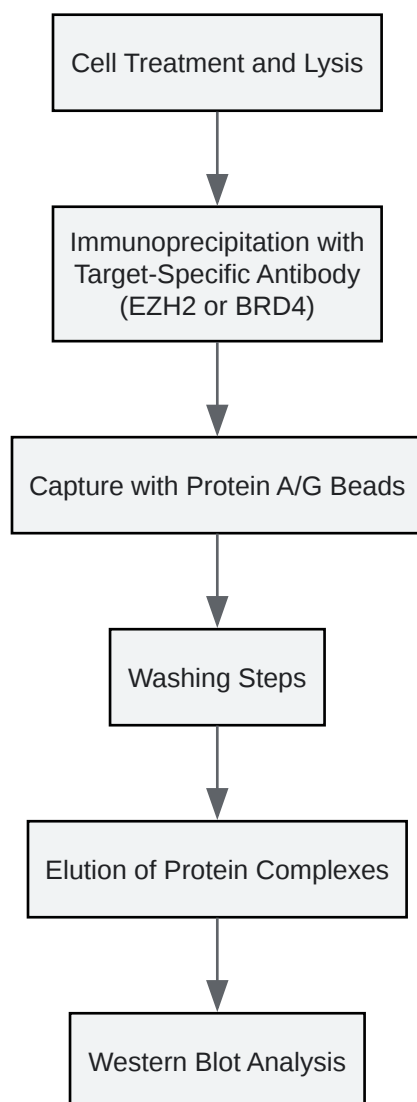 Cell Treatment and Lysis
Immunoprecipitation with
Target-Specific Antibody
(EZH2 or BRD4)
Capture with Protein A/G Beads
Washing Steps
Elution of Protein Complexes
Western Blot Analysis